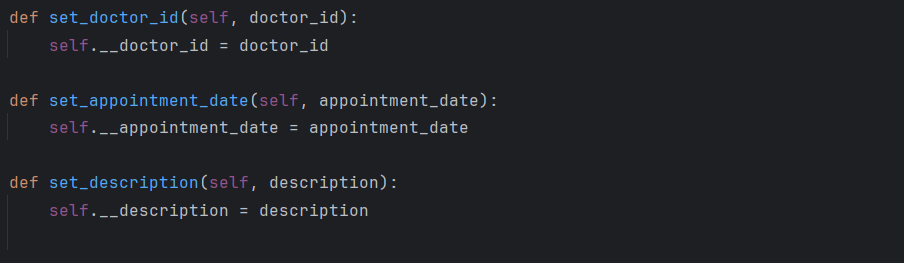 def set_doctor_id(self, doctor_id):
    self.__doctor_id = doctor_id
def set_appointment_date(self, appointment_date):
    self.__appointment_date = appointment_date
def set_description(self, description):
    self.__description = description